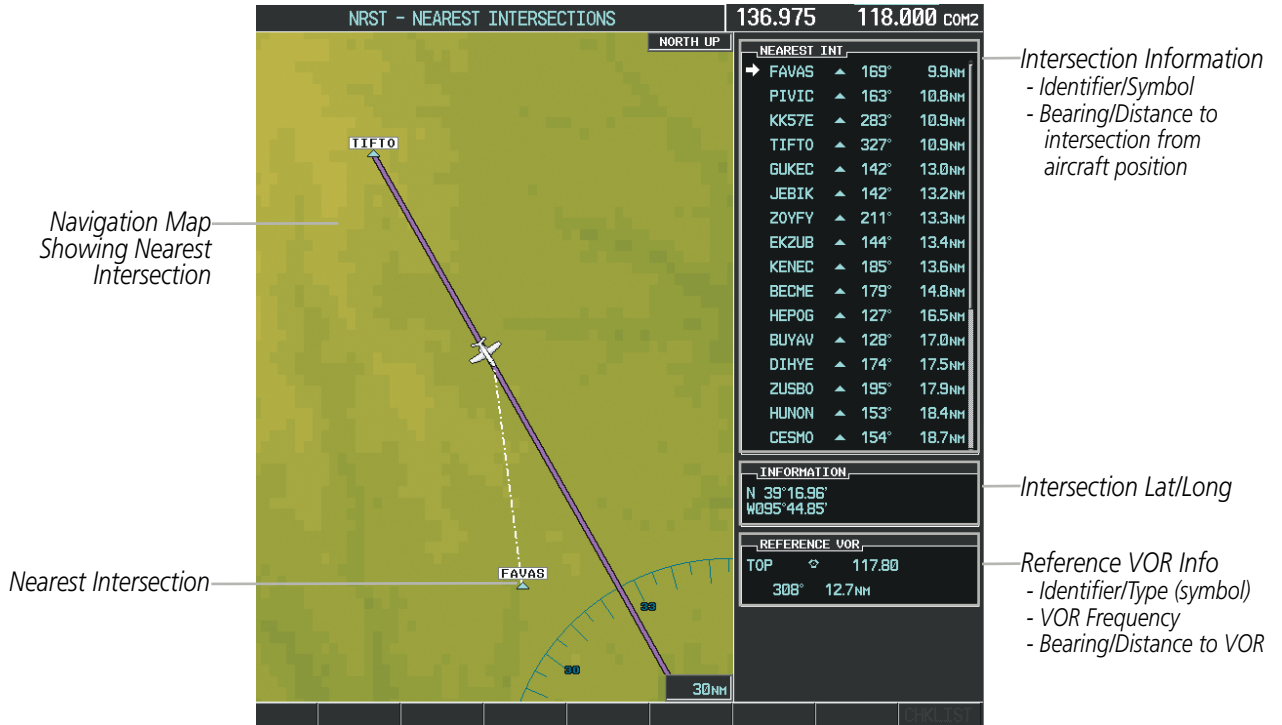 NRST - NEAREST INTERSECTIONS
136.975 118.000 COM2
NORTH UP
TIFTO
FAVAS
33
30
30NM
NEAREST INT
FAVAS 169° 9.9NM
PIVIC 163° 10.8NM
KK57E 283° 10.9NM
TIFTO 327° 10.9NM
GUKEC 142° 13.0NM
JEBIK 142° 13.2NM
ZOYFY 211° 13.3NM
EKZUB 144° 13.4NM
KENEC 185° 13.6NM
BECME 179° 14.8NM
HEPOG 127° 16.5NM
BUYAV 128° 17.0NM
DIHYE 174° 17.5NM
ZUSBO 195° 17.9NM
HUNON 153° 18.4NM
CESMO 154° 18.7NM
INFORMATION
N 39°16.96'
W095°44.85'
REFERENCE VOR
TOP 117.80
308° 12.7NM
CHKLIST
Navigation Map
Showing Nearest
Intersection
Nearest Intersection
Intersection Information
- Identifier/Symbol
- Bearing/Distance to
intersection from
aircraft position
Intersection Lat/Long
Reference VOR Info
- Identifier/Type (symbol)
- VOR Frequency
- Bearing/Distance to VOR